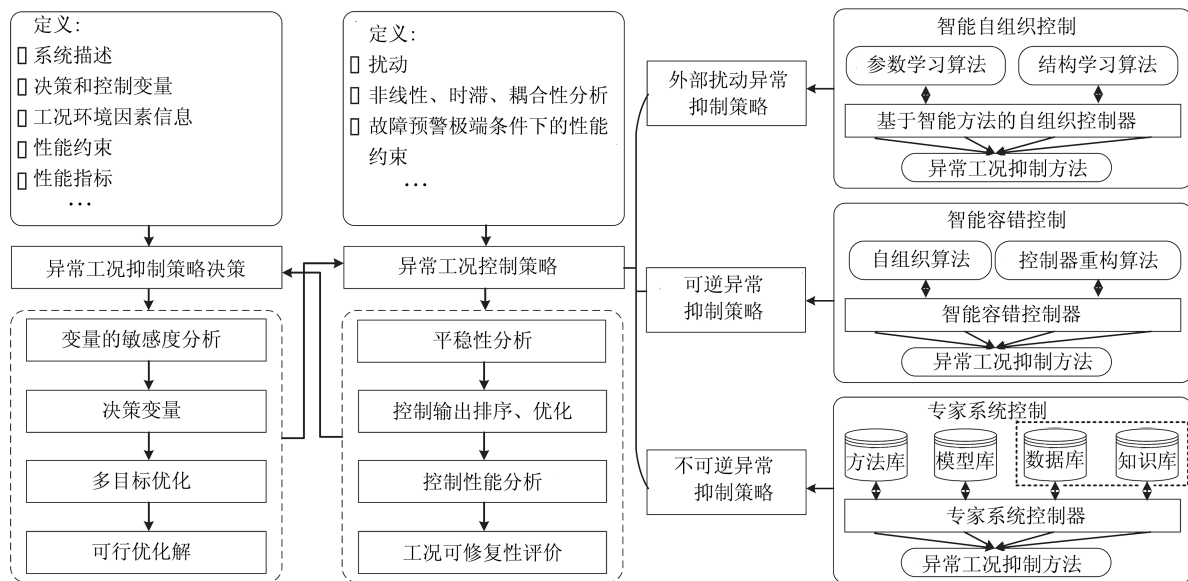 定义:
系统描述
决策和控制变量
工况环境因素信息
性能约束
性能指标
…
异常工况抑制策略决策
变量的敏感度分析
决策变量
多目标优化
可行优化解
定义:
扰动
非线性、时滞、耦合性分析
故障预警极端条件下的性能
约束
…
异常工况控制策略
平稳性分析
控制输出排序、优化
控制性能分析
工况可修复性评价
外部扰动异常
抑制策略
可逆异常
抑制策略
不可逆异常
抑制策略
智能自组织控制
参数学习算法
结构学习算法
基于智能方法的自组织控制器
异常工况抑制方法
智能容错控制
自组织算法
控制器重构算法
智能容错控制器
异常工况抑制方法
专家系统控制
方法库
模型库
数据库
知识库
专家系统控制器
异常工况抑制方法